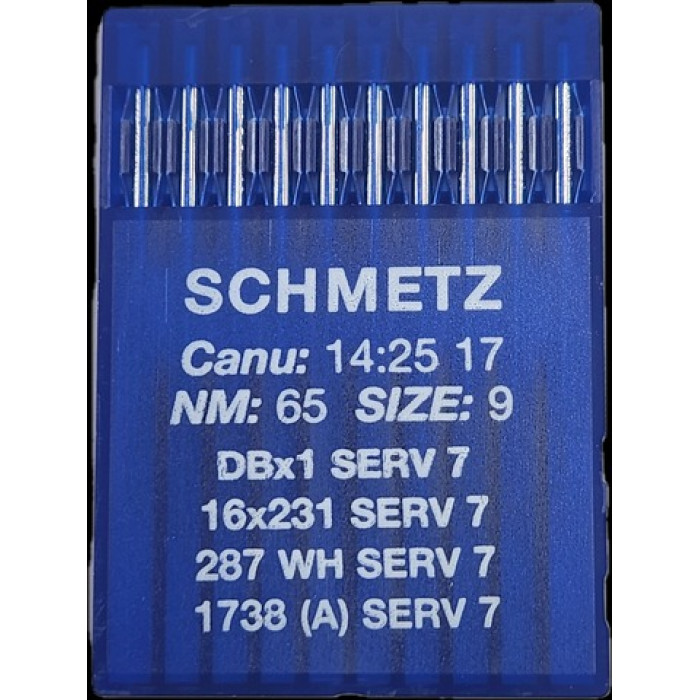 SCHMETZ
Canu: 14:25 17
NM: 65 SIZE: 9
DBx1 SERV 7
16x231 SERV 7
287 WH SERV 7
1738 (A) SERV 7